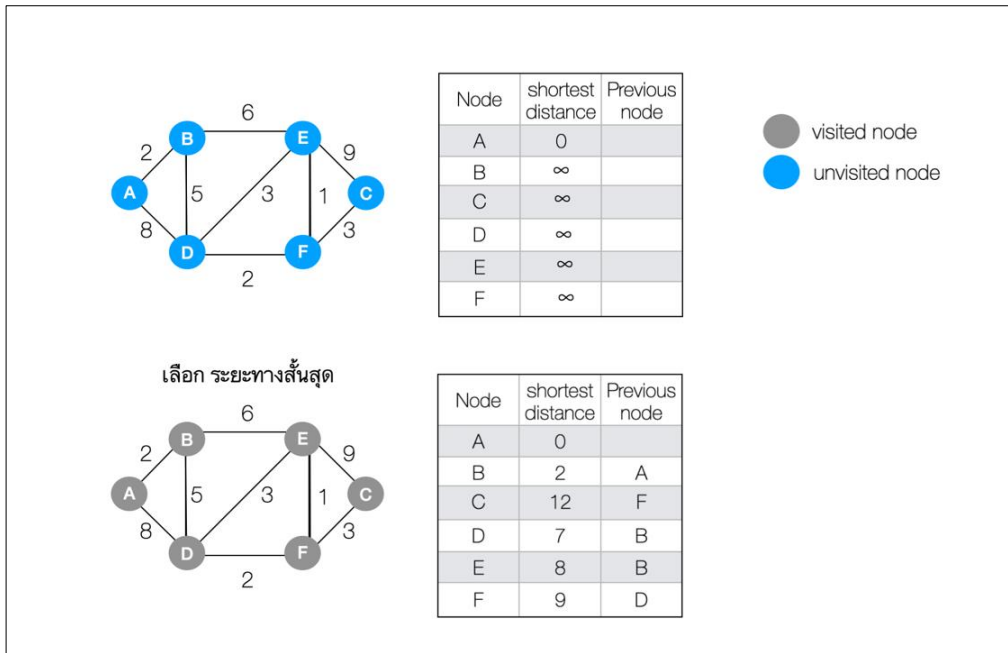 6
B
E
2
9
A
5
3
1
C
8
3
D
F
2
Node shortest distance Previous node
A 0
B ∞
C ∞
D ∞
E ∞
F ∞
visited node
unvisited node
เลือก ระยะทางสั้นสุด
6
B
E
2
9
A
5
3
1
C
8
3
D
F
2
Node shortest distance Previous node
A 0
B 2 A
C 12 F
D 7 B
E 8 B
F 9 D